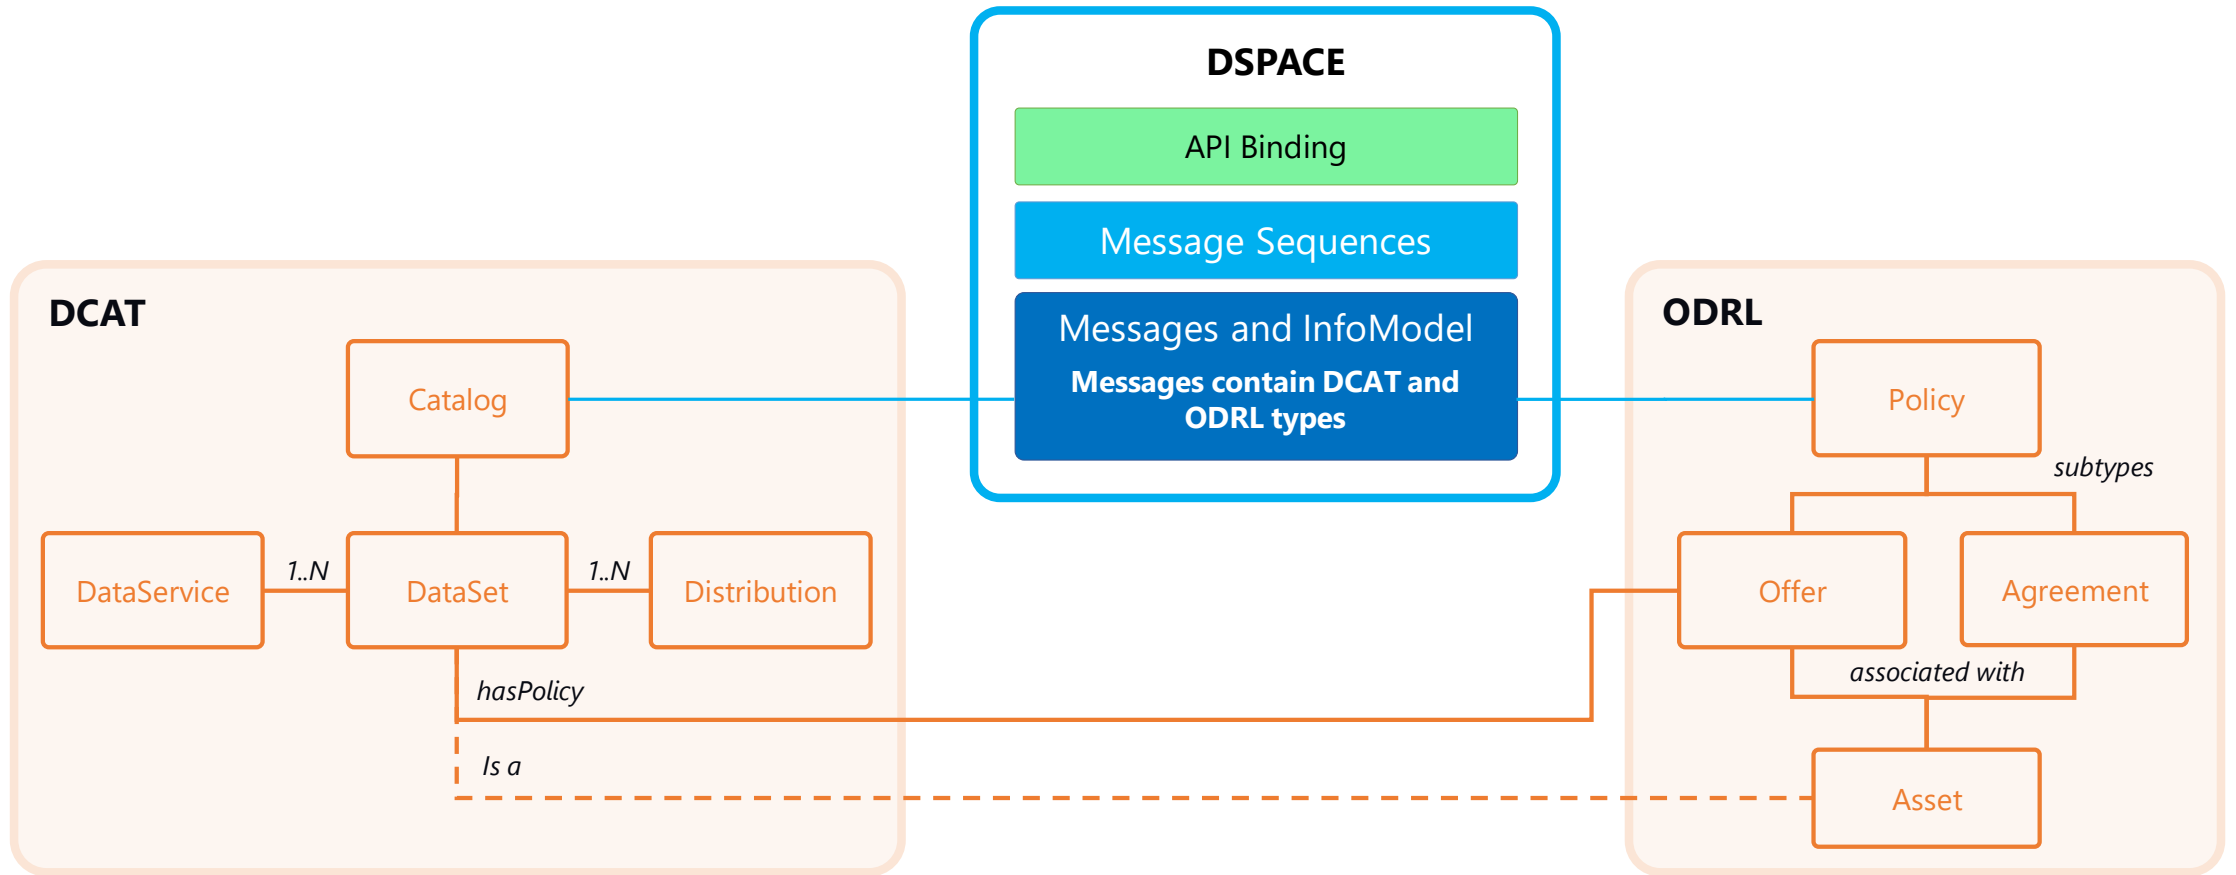 DSPACE
API Binding
Message Sequences
Messages and InfoModel
Messages contain DCAT and
ODRL types
DCAT
Catalog
DataService
1..N
DataSet
1..N
Distribution
hasPolicy
Is a
ODRL
Policy
subtypes
Offer
Agreement
associated with
Asset